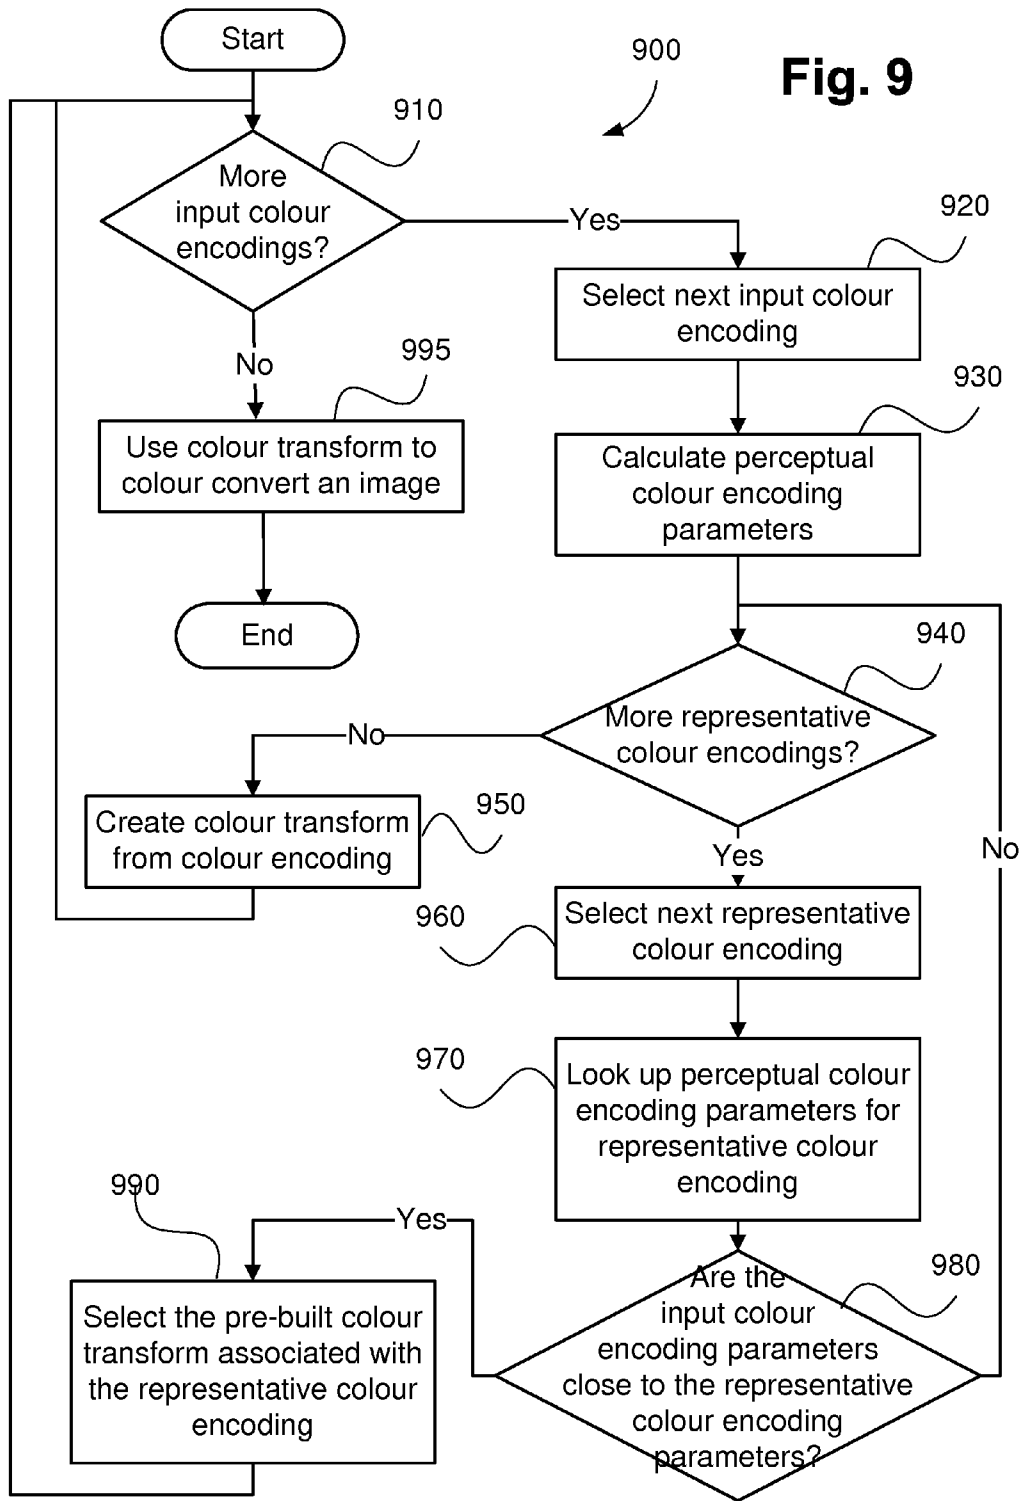 Start
900
Fig. 9
910
More
input colour
encodings?
Yes
920
Select next input colour
encoding
No
995
Use colour transform to
colour convert an image
930
Calculate perceptual
colour encoding
parameters
End
940
More representative
colour encodings?
No
950
Create colour transform
from colour encoding
Yes
No
960
Select next representative
colour encoding
970
Look up perceptual colour
encoding parameters for
representative colour
encoding
990
Yes
980
Select the pre-built colour
transform associated with
the representative colour
encoding
Are the
input colour
encoding parameters
close to the representative
colour encoding
parameters?